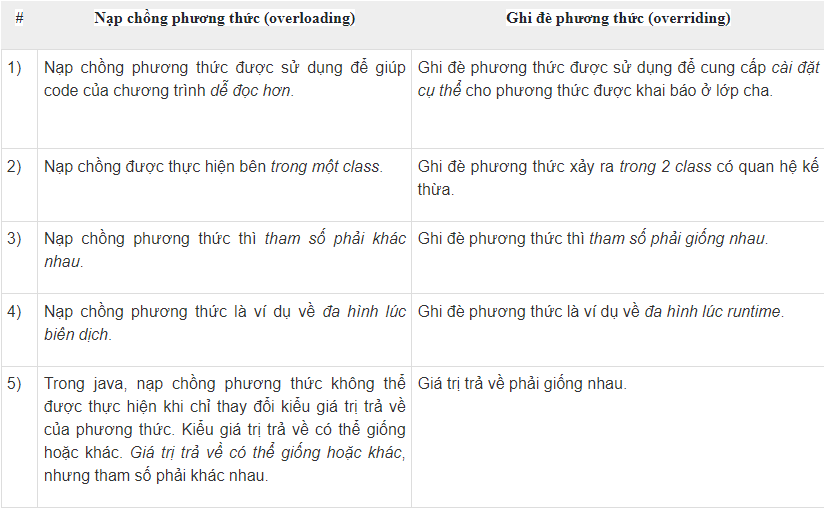 # Nạp chồng phương thức (overloading) Ghi đè phương thức (overriding)
1) Nạp chồng phương thức được sử dụng để giúp
code của chương trình dễ đọc hơn.
Ghi đè phương thức được sử dụng để cung cấp cài đặt
cụ thể cho phương thức được khai báo ở lớp cha.
2) Nạp chồng được thực hiện bên trong một class.
Ghi đè phương thức xảy ra trong 2 class có quan hệ kế
thừa.
3) Nạp chồng phương thức thì tham số phải khác
nhau.
Ghi đè phương thức thì tham số phải giống nhau.
4) Nạp chồng phương thức là ví dụ về đa hình lúc
biên dịch.
Ghi đè phương thức là ví dụ về đa hình lúc runtime.
5) Trong java, nạp chồng phương thức không thể
được thực hiện khi chỉ thay đổi kiểu giá trị trả về
của phương thức. Kiểu giá trị trả về có thể giống
hoặc khác. Giá trị trả về có thể giống hoặc khác,
nhưng tham số phải khác nhau.
Giá trị trả về phải giống nhau.